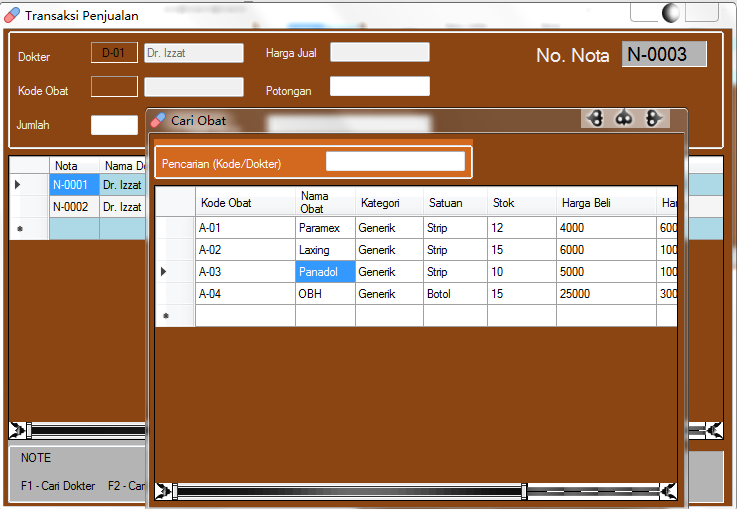 Transaksi Penjualan
Dokter D-01 Dr. Izzat Harga Jual No. Nota N-0003
Kode Obat Potongan
Jumlah
Nota
N-0001 Dr. Izzat
N-0002 Dr. Izzat
NOTE
F1 - Cari Dokter F2 - Cari
Cari Obat
Pencarian (Kode/Dokter)
Kode Obat Nama Obat Kategori Satuan Stok Harga Beli
A-01 Paramex Generik Strip 12 4000
A-02 Laxing Generik Strip 15 6000
A-03 Panadol Generik Strip 10 5000
A-04 OBH Generik Botol 15 25000